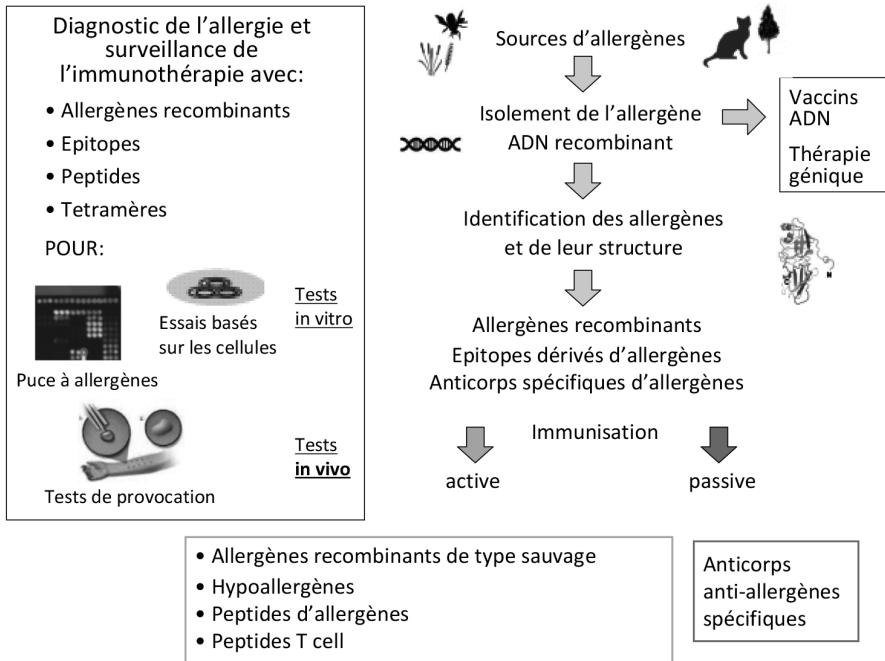 Diagnostic de l'allergie et
surveillance de
l'immunothérapie avec:
• Allergènes recombinants
• Epitopes
• Peptides
• Tetramères
POUR:
Essais basés
sur les cellules
Tests
in vitro
Puce à allergènes
Tests
in vivo
Tests de provocation
Sources d'allergènes
Isolement de l'allergène
ADN recombinant
Vaccins
ADN
Thérapie
génique
Identification des allergènes
et de leur structure
Allergènes recombinants
Epitopes dérivés d'allergènes
Anticorps spécifiques d'allergènes
Immunisation
active
passive
• Allergènes recombinants de type sauvage
• Hypoallergènes
• Peptides d'allergènes
• Peptides T cell
Anticorps
anti-allergènes
spécifiques